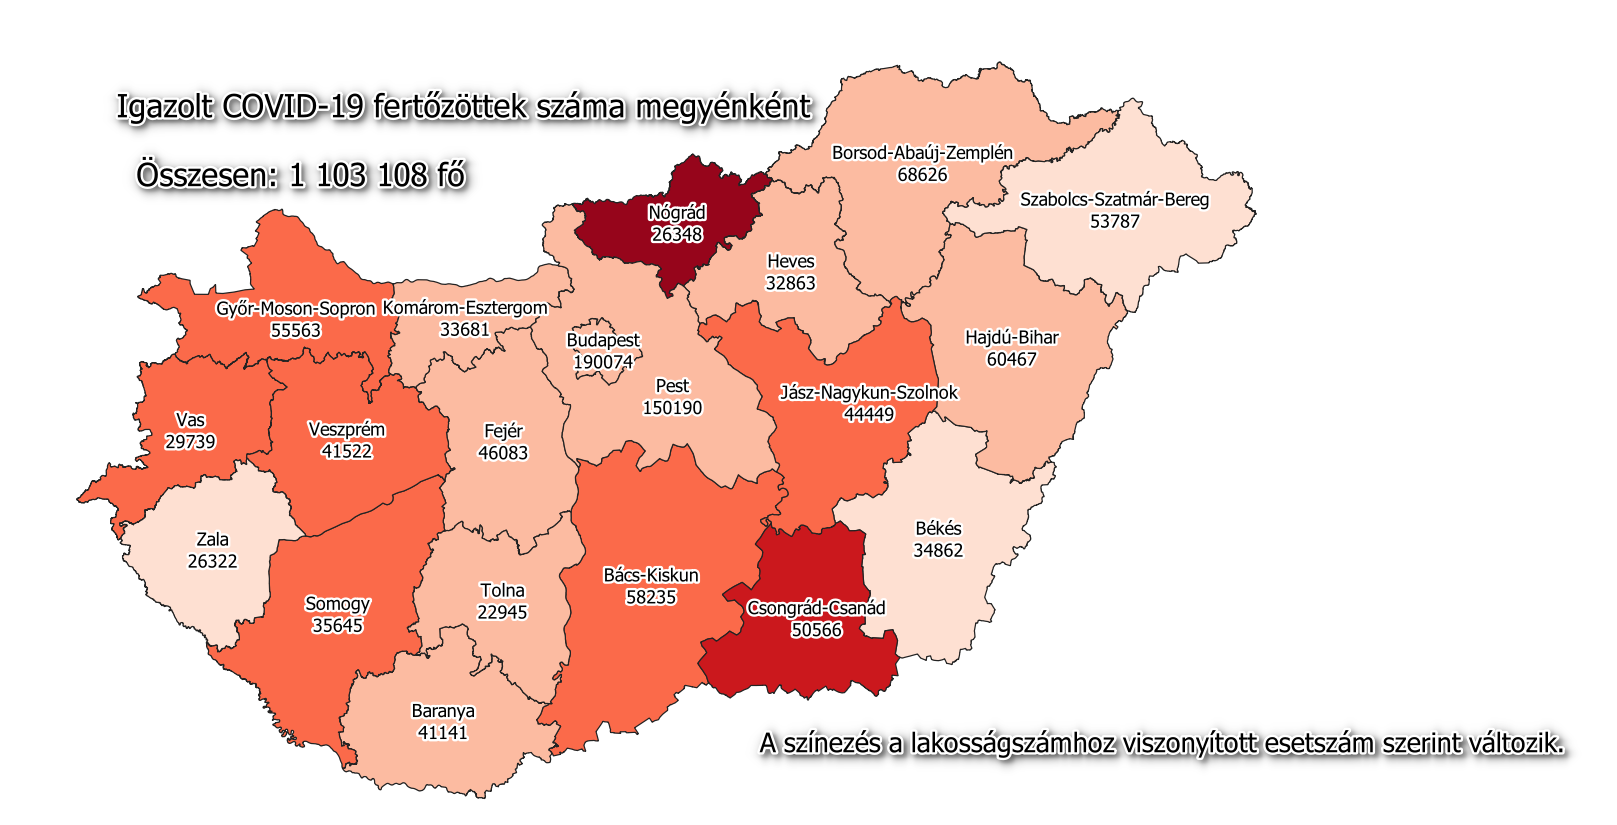 Igazolt COVID-19 fertőzöttek száma megyénként
Összesen: 1 103 108 fő
Borsod-Abaúj-Zemplén
68626
Szabolcs-Szatmár-Bereg
53787
Nógrád
26348
Heves
32863
Győr-Moson-Sopron
55563
Komárom-Esztergom
33681
Budapest
190074
Hajdú-Bihar
60467
Pest
150190
Jász-Nagykun-Szolnok
44449
Vas
29739
Veszprém
41522
Fejér
46083
Zala
26322
Békés
34862
Somogy
35645
Tolna
22945
Bács-Kiskun
58235
Csongrád-Csanád
50566
Baranya
41141
A színezés a lakosságszámhoz viszonyított esetszám szerint változik.